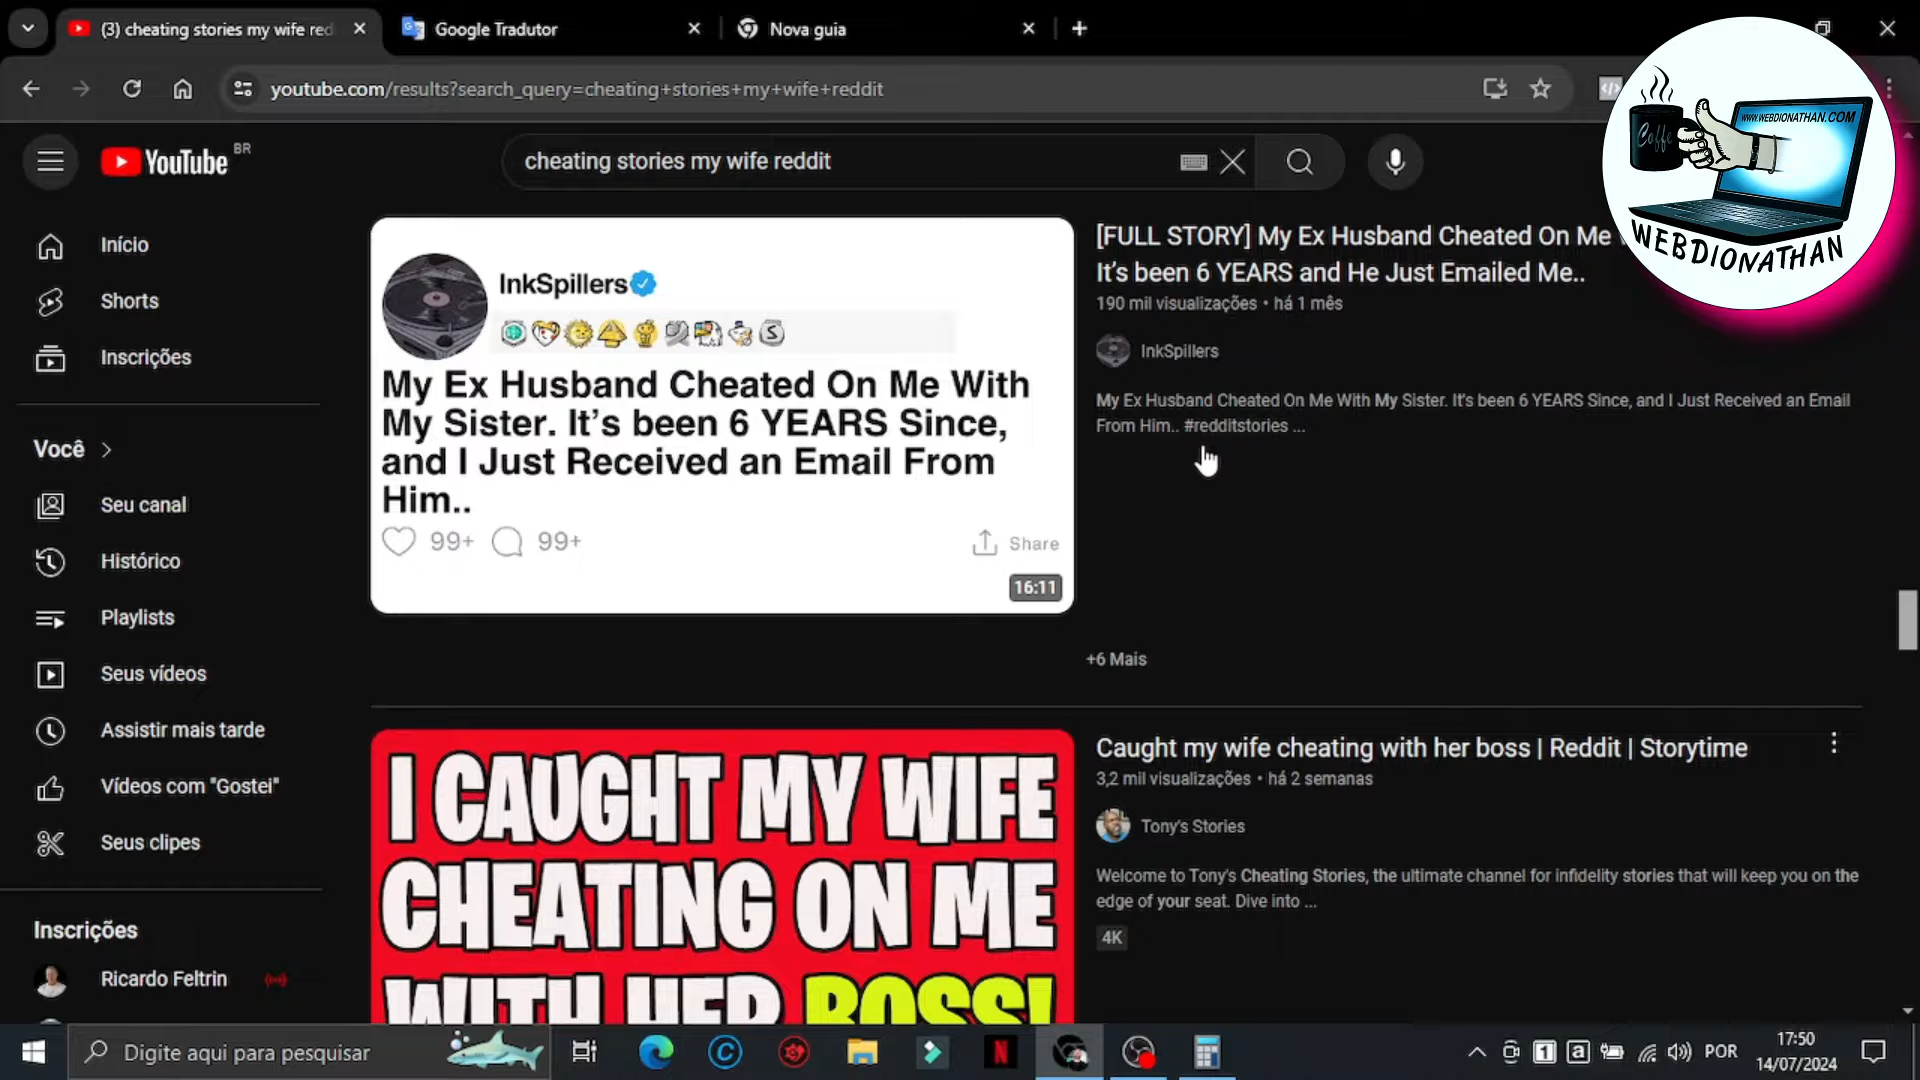 (3) cheating stories my wife red
Google Tradutor
Nova guia
youtube.com/results?search_query=cheating+stories+my+wife+reddit
YouTube BR
cheating stories my wife reddit
Coffe
WWW.WEBDIONATHAN.COM
WEBDIONATHAN
Início
Shorts
Inscrições
Você
Seu canal
Histórico
Playlists
Seus vídeos
Assistir mais tarde
Vídeos com "Gostei"
Seus clipes
Inscrições
Ricardo Feltrin
InkSpillers
My Ex Husband Cheated On Me With
My Sister. It's been 6 YEARS Since,
and I Just Received an Email From
Him..
99+ 99+ Share
16:11
[FULL STORY] My Ex Husband Cheated On Me
It's been 6 YEARS and He Just Emailed Me..
190 mil visualizações • há 1 mês
InkSpillers
My Ex Husband Cheated On Me With My Sister. It's been 6 YEARS Since, and I Just Received an Email
From Him.. #redditstories ...
+6 Mais
I CAUGHT MY WIFE
CHEATING ON ME
WITH HER BOSS!
Caught my wife cheating with her boss | Reddit | Storytime
3,2 mil visualizações • há 2 semanas
Tony's Stories
Welcome to Tony's Cheating Stories, the ultimate channel for infidelity stories that will keep you on the
edge of your seat. Dive into ...
4K
Digite aqui para pesquisar
POR
17:50
14/07/2024